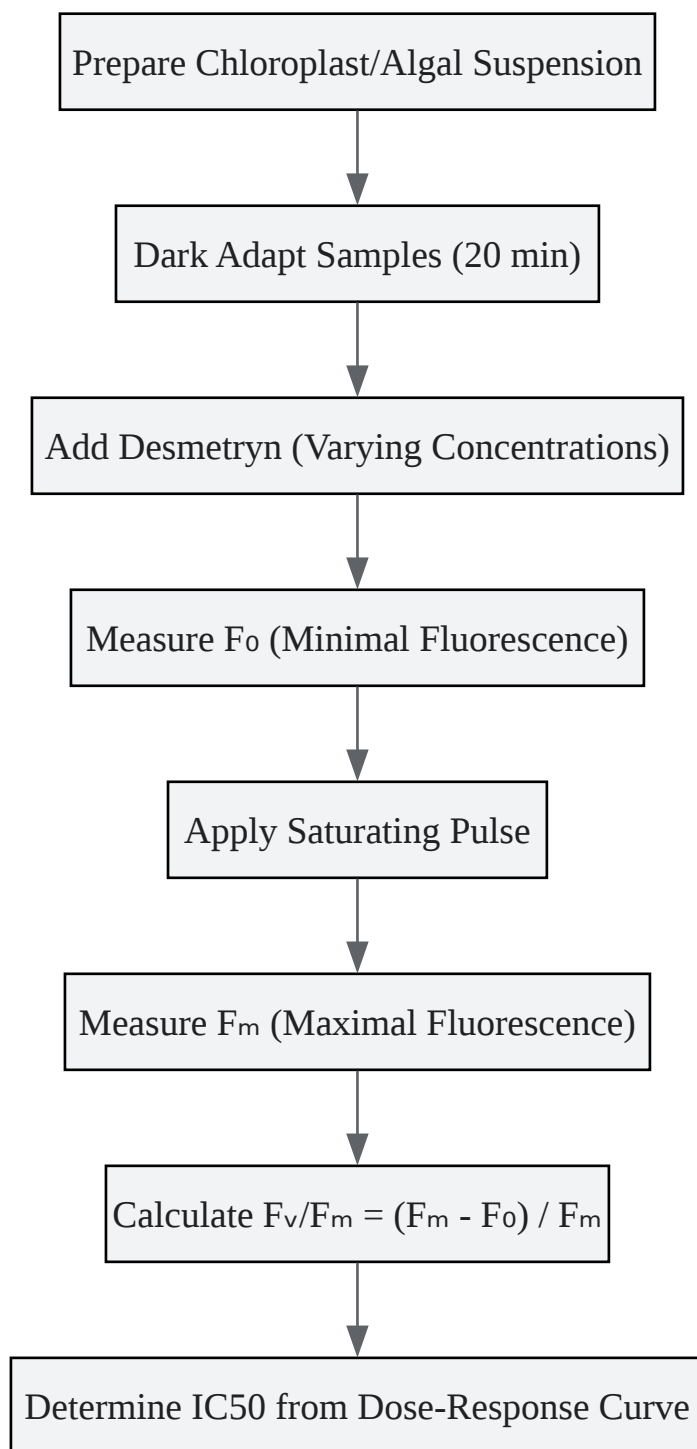 Prepare Chloroplast/Algal Suspension
Dark Adapt Samples (20 min)
Add Desmetryn (Varying Concentrations)
Measure F₀ (Minimal Fluorescence)
Apply Saturating Pulse
Measure Fₘ (Maximal Fluorescence)
Calculate Fᵥ/Fₘ = (Fₘ - F₀) / Fₘ
Determine IC50 from Dose-Response Curve